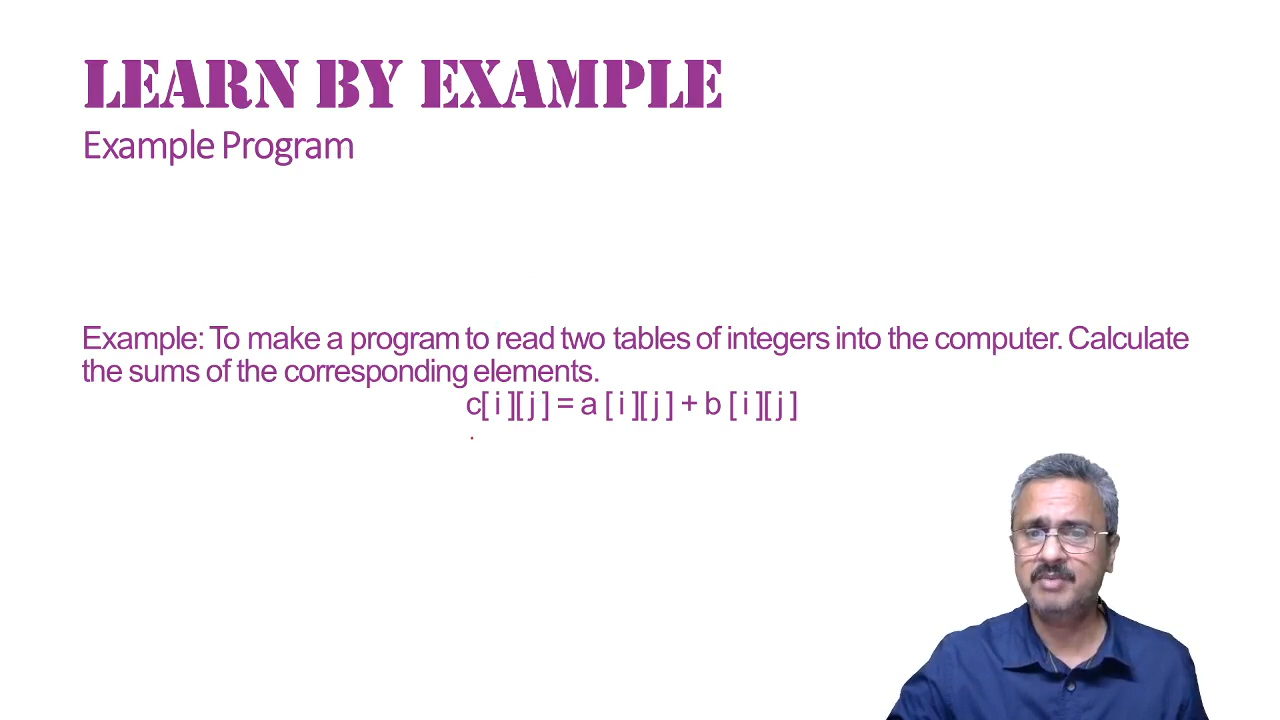 LEARN BY EXAMPLE
Example Program
Example: To make a program to read two tables of integers into the computer. Calculate
the sums of the corresponding elements.
c[ i ][ j ] = a [ i ][ j ] + b [ i ][ j ]
.